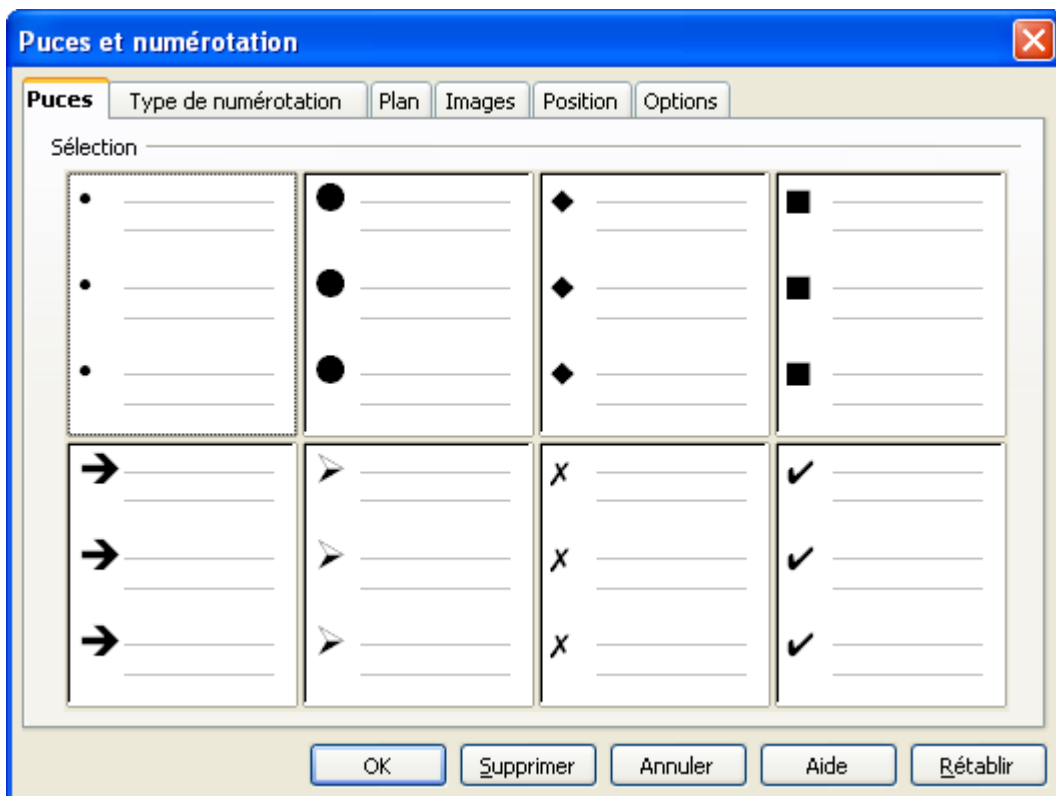 Puces et numérotation
Puces Type de numérotation Plan Images Position Options
Sélection
OK Supprimer Annuler Aide Rétablir